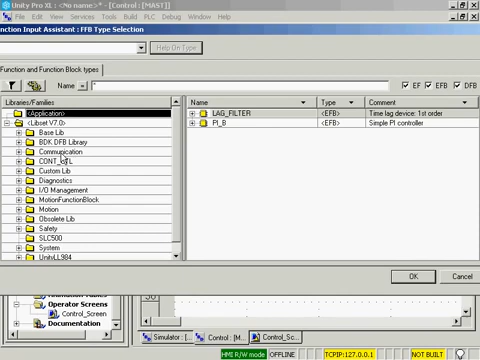 Unity Pro XL : <No name>* - [Control : [MAST]]
File Edit View Services Tools Build PLC Debug Window Help
nction Input Assistant : FFB Type Selection
Help On Type
Function and Function Block types
Name = *
EF EFB DFB
Libraries/Families
Name Type Comment
<Application>
LAG_FILTER <EFB> Time lag device: 1st order
<Libset V7.0>
PI_B <EFB> Simple PI controller
Base Lib
BDK DFB Library
Communication
CONT_CTL
Custom Lib
Diagnostics
I/O Management
MotionFunctionBlock
Motion
Obsolete Lib
Safety
SLC500
System
UnityLL984
OK Cancel
Animation Tables
Operator Screens
Control_Screen
Documentation
Simulator : [... Control : [M... Control_Sc...
HMI R/W mode OFFLINE TCPIP:127.0.0.1 NOT BUILT